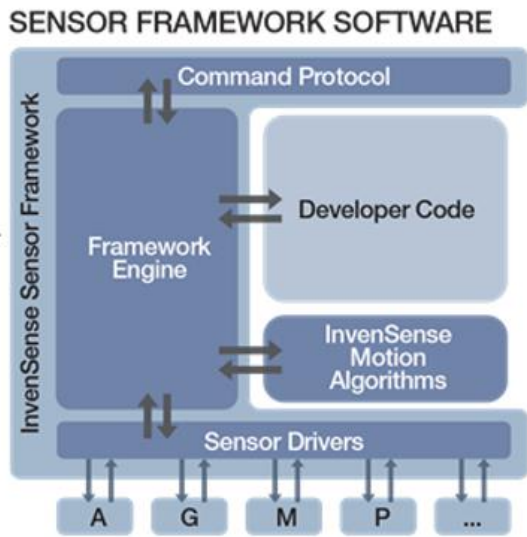 SENSOR FRAMEWORK SOFTWARE
InvenSense Sensor Framework
Command Protocol
Framework
Engine
Developer Code
InvenSense
Motion
Algorithms
Sensor Drivers
A
G
M
P
...